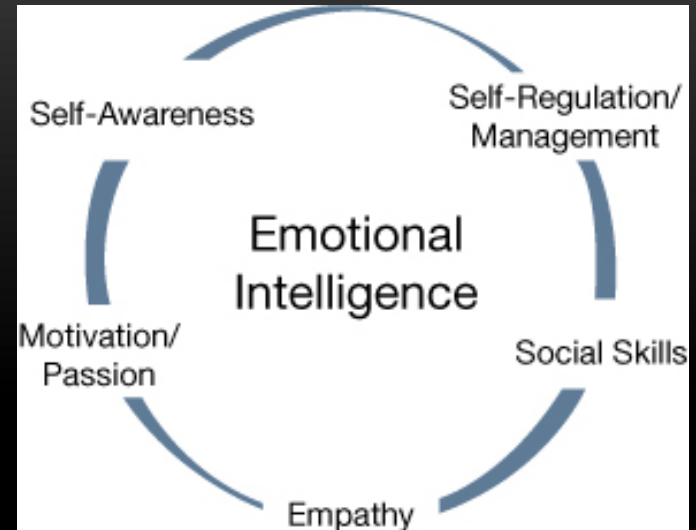 Self-Awareness
Self-Regulation/
Management
Emotional
Intelligence
Motivation/
Passion
Social Skills
Empathy